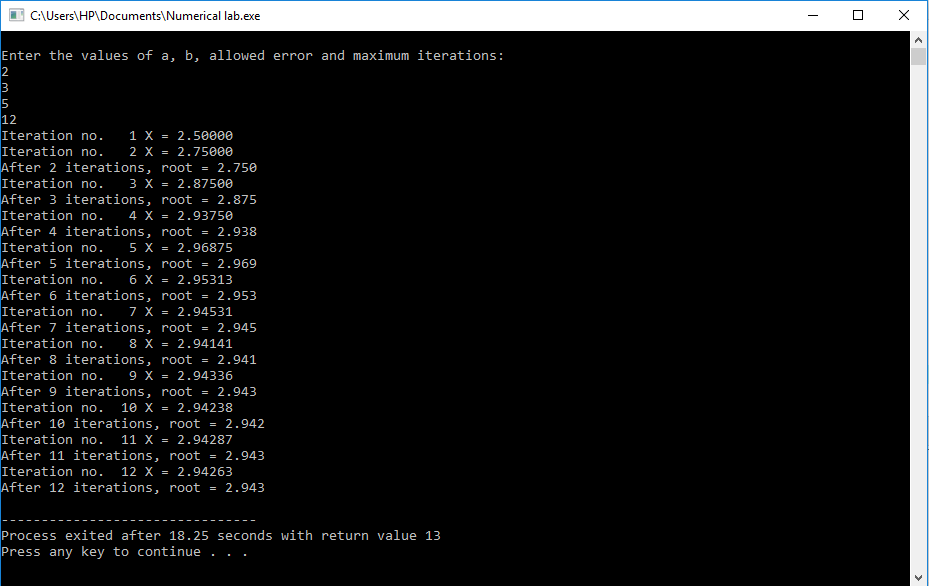 C:\Users\HP\Documents\Numerical lab.exe
Enter the values of a, b, allowed error and maximum iterations:
2
3
5
12
Iteration no.   1 X = 2.50000
Iteration no.   2 X = 2.75000
After 2 iterations, root = 2.750
Iteration no.   3 X = 2.87500
After 3 iterations, root = 2.875
Iteration no.   4 X = 2.93750
After 4 iterations, root = 2.938
Iteration no.   5 X = 2.96875
After 5 iterations, root = 2.969
Iteration no.   6 X = 2.95313
After 6 iterations, root = 2.953
Iteration no.   7 X = 2.94531
After 7 iterations, root = 2.945
Iteration no.   8 X = 2.94141
After 8 iterations, root = 2.941
Iteration no.   9 X = 2.94336
After 9 iterations, root = 2.943
Iteration no.  10 X = 2.94238
After 10 iterations, root = 2.942
Iteration no.  11 X = 2.94287
After 11 iterations, root = 2.943
Iteration no.  12 X = 2.94263
After 12 iterations, root = 2.943
--------------------------------
Process exited after 18.25 seconds with return value 13
Press any key to continue . . .